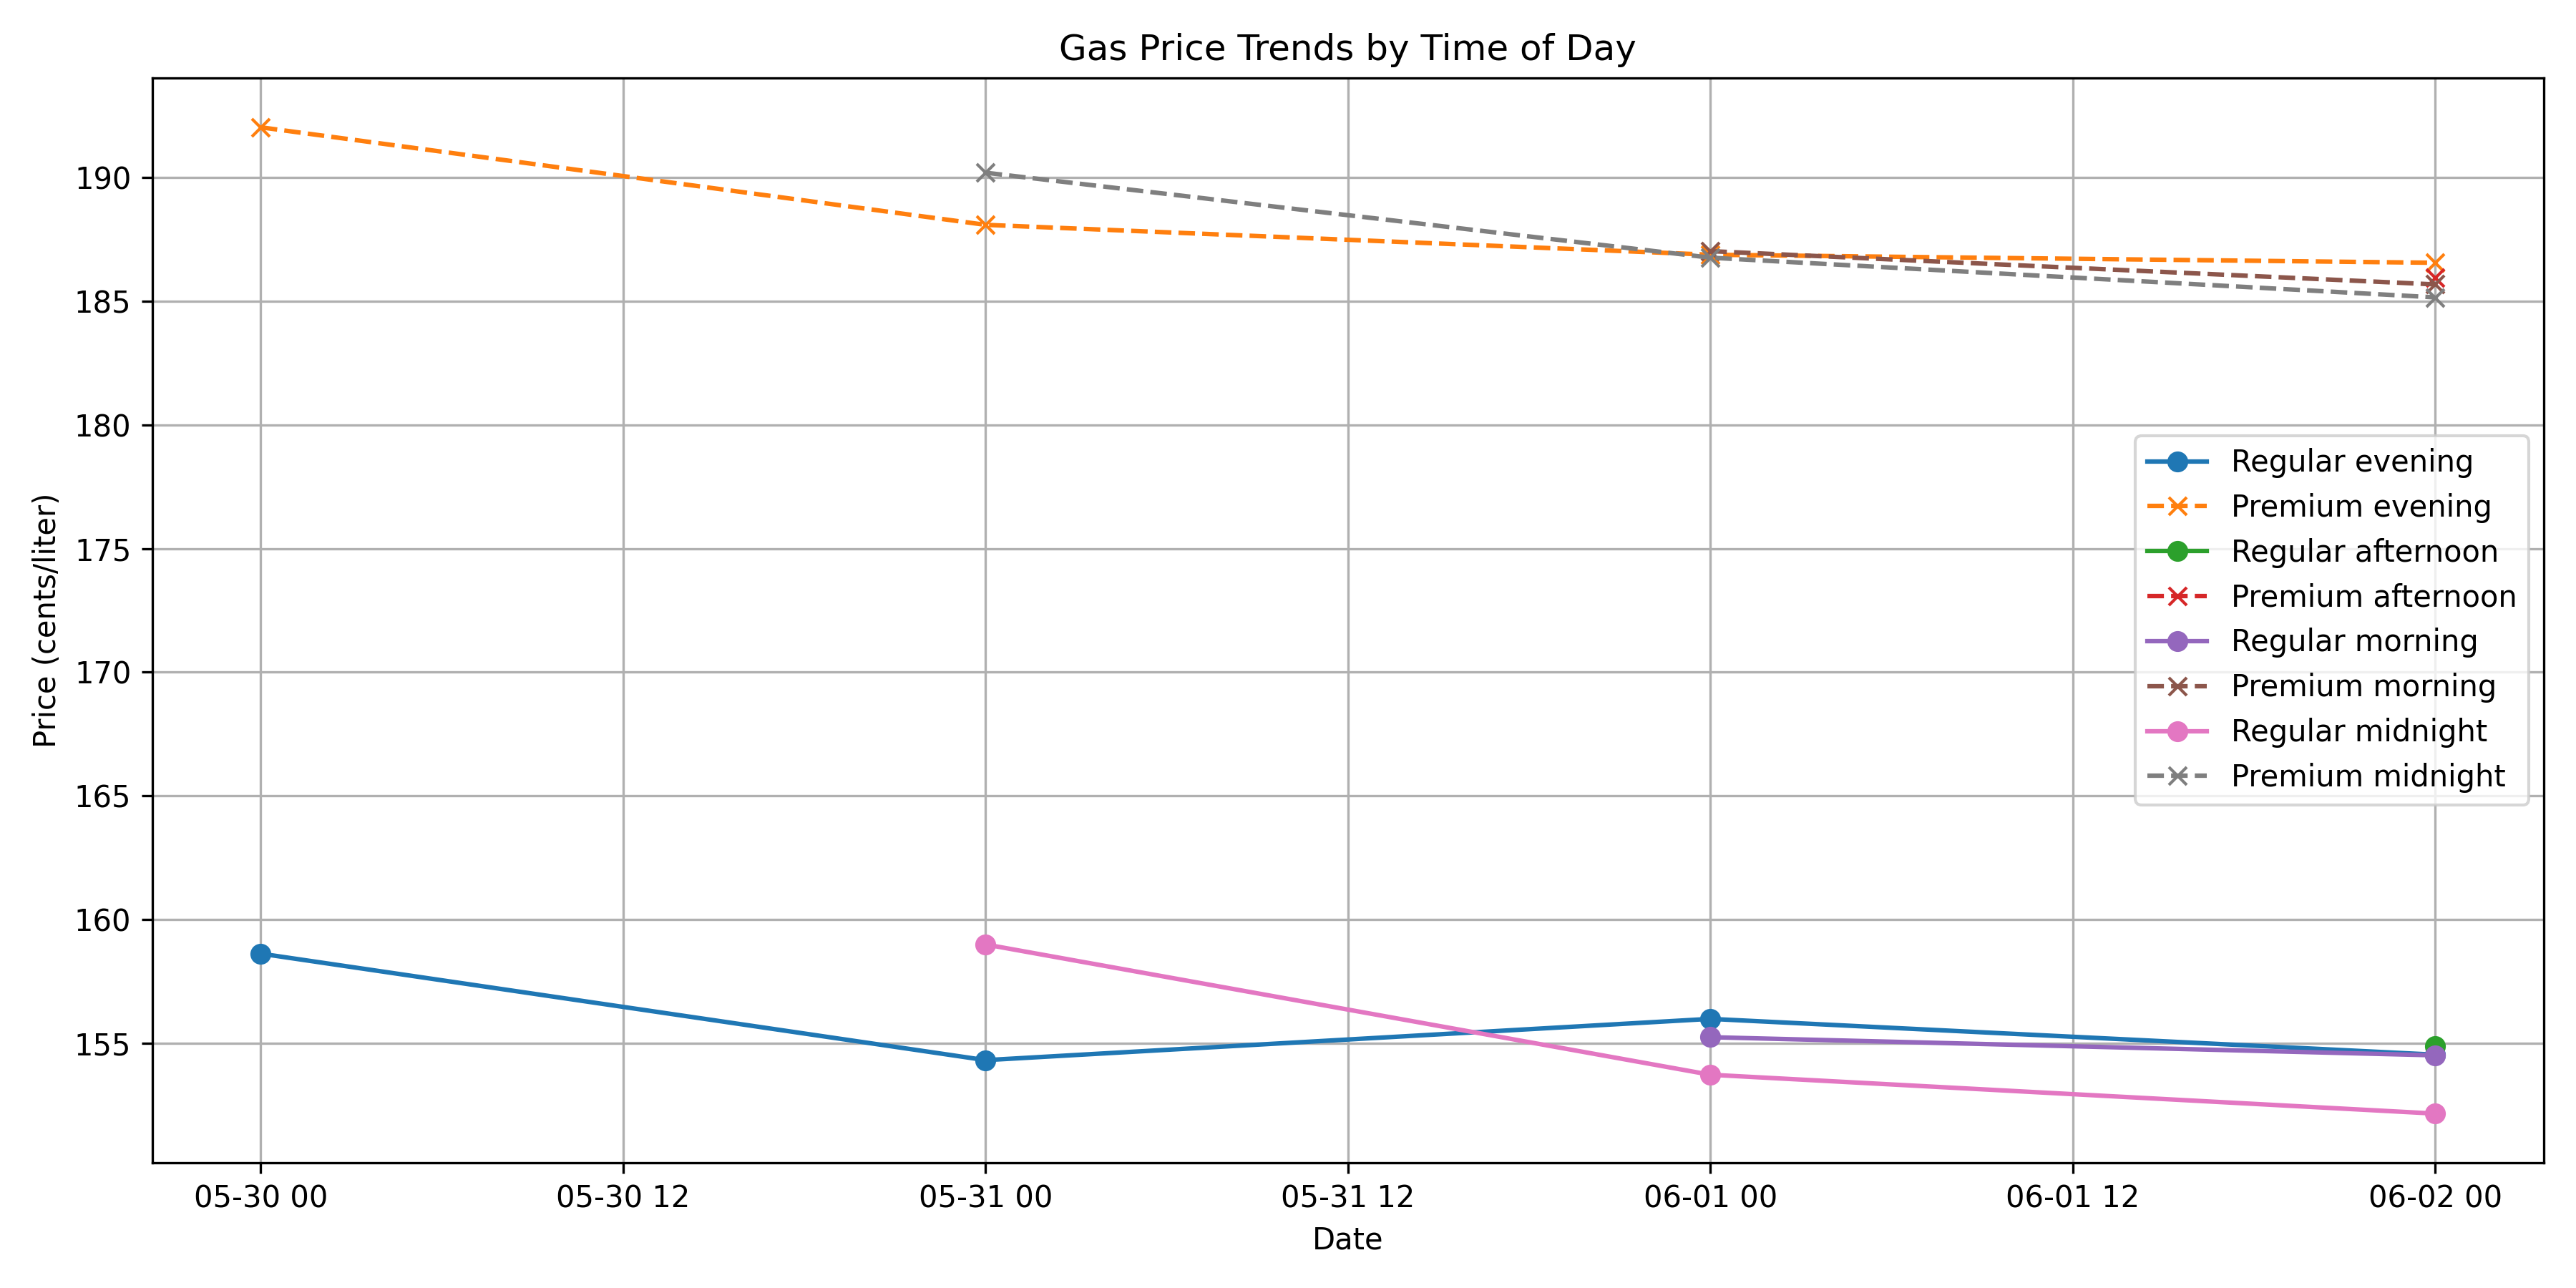 Gas Price Trends by Time of Day
Price (cents/liter)
190
185
180
175
170
165
160
155
Regular evening
Premium evening
Regular afternoon
Premium afternoon
Regular morning
Premium morning
Regular midnight
Premium midnight
05-30 00 05-30 12 05-31 00 05-31 12 06-01 00 06-01 12 06-02 00
Date